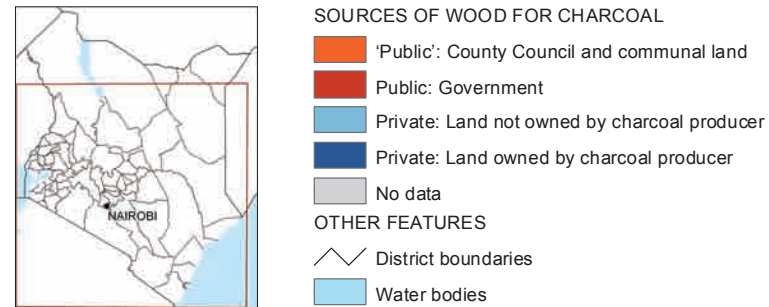 NAIROBI
SOURCES OF WOOD FOR CHARCOAL
‘Public’: County Council and communal land
Public: Government
Private: Land not owned by charcoal producer
Private: Land owned by charcoal producer
No data
OTHER FEATURES
District boundaries
Water bodies